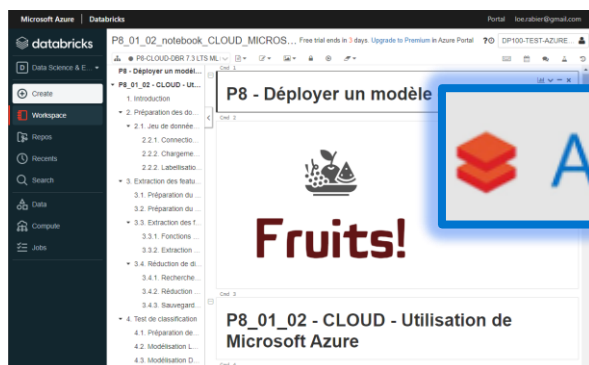 Microsoft Azure | Databricks
Portal loe.rabier@gmail.com
databricks
P8_01_02_notebook_CLOUD_MICROS... Free trial ends in 3 days. Upgrade to Premium in Azure Portal
DP100-TEST-AZURE...
P8-CLOUD-DBR 7.3 LTS ML
D Data Science & E...
Create
Workspace
Repos
Recents
Search
Data
Compute
Jobs
P8 - Déployer un modèl...
P8_01_02 - CLOUD - Ut...
1. Introduction
2. Préparation des do...
2.1. Jeu de donnée...
2.2.1. Connectio...
2.2.2. Chargeme...
2.2.2. Labellisatio...
3. Extraction des featu...
3.1. Préparation du ...
3.2. Préparation du ...
3.3. Extraction des f...
3.3.1. Fonctions ...
3.3.2. Extraction ...
3.4. Réduction de di...
3.4.1. Recherche...
3.4.2. Réduction ...
3.4.3. Sauvegard...
4. Test de classification
4.1. Préparation de...
4.2. Modélisation L...
4.3. Modélisation D...
Cmd 1
P8 - Déployer un modèle
Cmd 2
A
Fruits!
Cmd 3
P8_01_02 - CLOUD - Utilisation de
Microsoft Azure